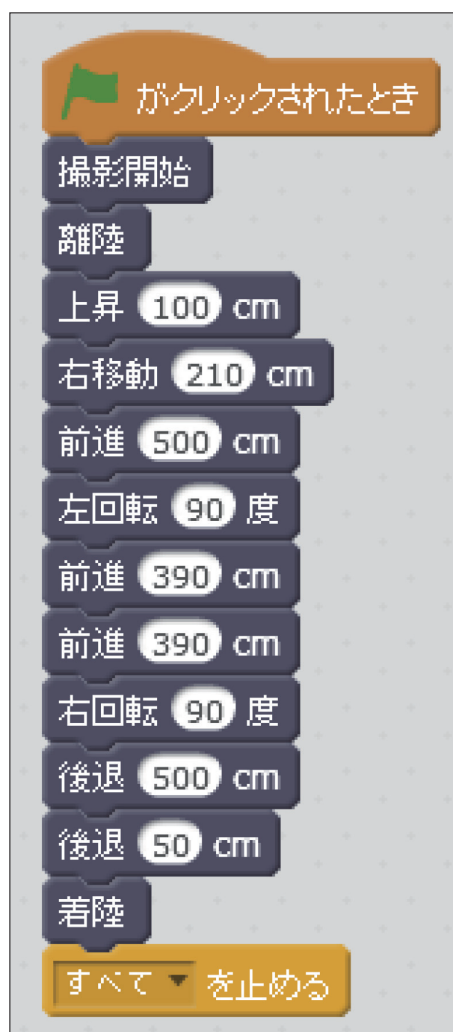 がクリックされたとき
撮影開始
離陸
上昇 100 cm
右移動 210 cm
前進 500 cm
左回転 90 度
前進 390 cm
前進 390 cm
右回転 90 度
後退 500 cm
後退 50 cm
着陸
すべて を止める